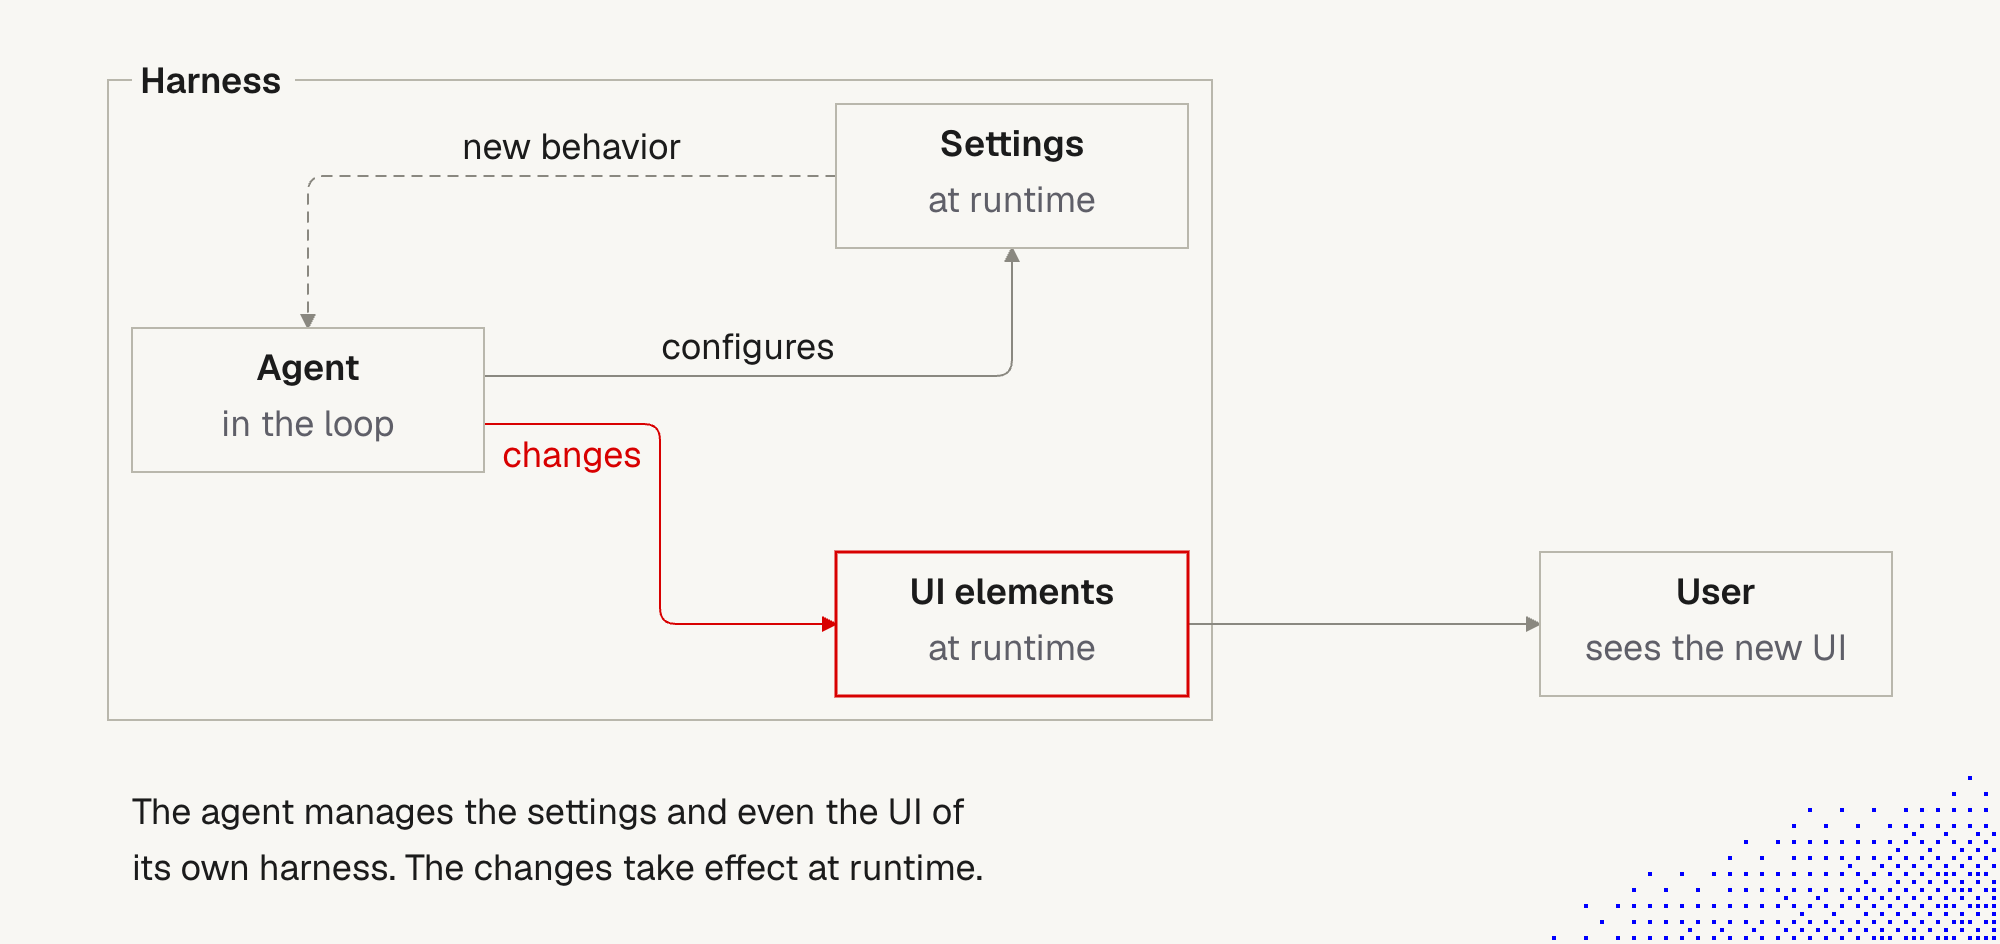 Harness
new behavior
Settings
at runtime
configures
Agent
in the loop
changes
UI elements
at runtime
User
sees the new UI
The agent manages the settings and even the UI of
its own harness. The changes take effect at runtime.